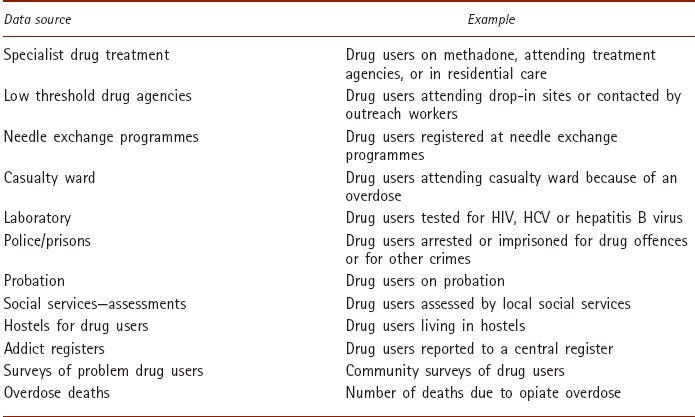 Data source Example
Specialist drug treatment Drug users on methadone, attending treatment
agencies, or in residential care
Low threshold drug agencies Drug users attending drop-in sites or contacted by
outreach workers
Needle exchange programmes Drug users registered at needle exchange
programmes
Casualty ward Drug users attending casualty ward because of an
overdose
Laboratory Drug users tested for HIV, HCV or hepatitis B virus
Police/prisons Drug users arrested or imprisoned for drug offences
or for other crimes
Probation Drug users on probation
Social services—assessments Drug users assessed by local social services
Hostels for drug users Drug users living in hostels
Addict registers Drug users reported to a central register
Surveys of problem drug users Community surveys of drug users
Overdose deaths Number of deaths due to opiate overdose